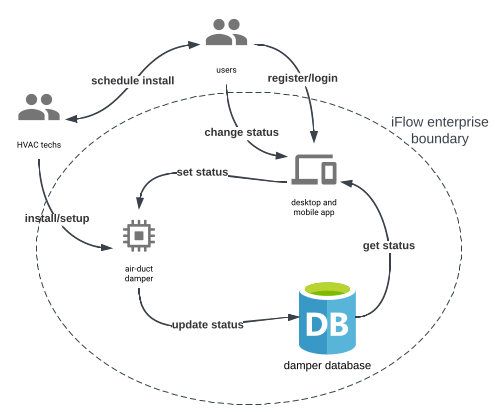 users
schedule install
register/login
HVAC techs
iFlow enterprise
boundary
change status
set status
desktop and
mobile app
install/setup
air-duct
damper
get status
DB
update status
damper database